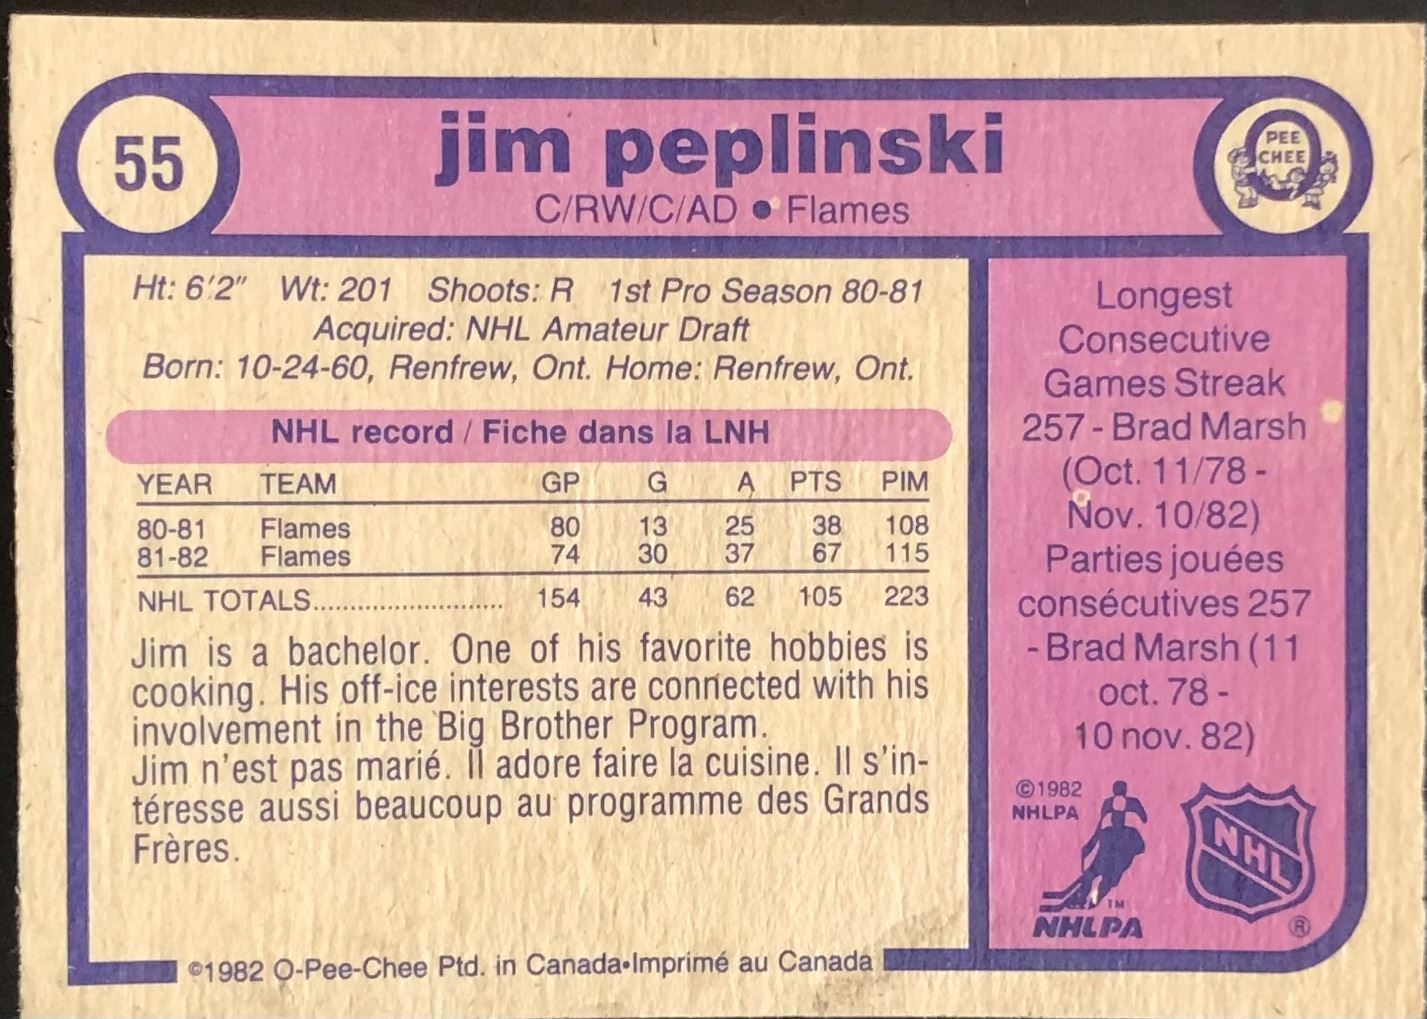 55
jim peplinski
C/RW/C/AD ● Flames
PEE
CHEE
Ht: 6'2" Wt: 201 Shoots: R 1st Pro Season 80-81
Acquired: NHL Amateur Draft
Born: 10-24-60, Renfrew, Ont. Home: Renfrew, Ont.
NHL record / Fiche dans la LNH
YEAR TEAM GP G A PTS PIM
80-81 Flames 80 13 25 38 108
81-82 Flames 74 30 37 67 115
NHL TOTALS........................... 154 43 62 105 223
Jim is a bachelor. One of his favorite hobbies is
cooking. His off-ice interests are connected with his
involvement in the Big Brother Program.
Jim n'est pas marié. Il adore faire la cuisine. Il s'in-
téresse aussi beaucoup au programme des Grands
Frères.
©1982 O-Pee-Chee Ptd. in Canada•Imprimé au Canada
Longest
Consecutive
Games Streak
257 - Brad Marsh
(Oct. 11/78 -
Nov. 10/82)
Parties jouées
consécutives 257
- Brad Marsh (11
oct. 78 -
10 nov. 82)
©1982
NHLPA
TM
NHLPA
NHL
®